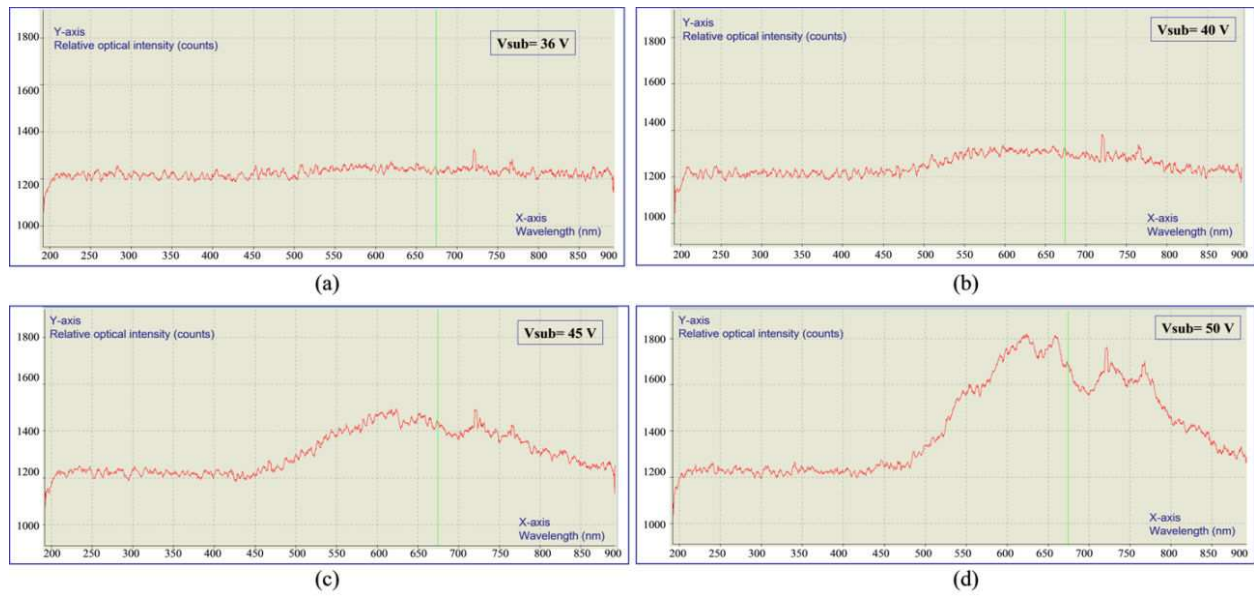 Y-axis
Relative optical intensity (counts)
Vsub= 36 V
1800
1600
1400
1200
1000
X-axis
Wavelength (nm)
200 250 300 350 400 450 500 550 600 650 700 750 800 850 900
(a)
Y-axis
Relative optical intensity (counts)
Vsub= 40 V
1800
1600
1400
1200
1000
X-axis
Wavelength (nm)
200 250 300 350 400 450 500 550 600 650 700 750 800 850 900
(b)
Y-axis
Relative optical intensity (counts)
Vsub= 45 V
1800
1600
1400
1200
1000
X-axis
Wavelength (nm)
200 250 300 350 400 450 500 550 600 650 700 750 800 850 900
(c)
Y-axis
Relative optical intensity (counts)
Vsub= 50 V
1800
1600
1400
1200
1000
X-axis
Wavelength (nm)
200 250 300 350 400 450 500 550 600 650 700 750 800 850 900
(d)